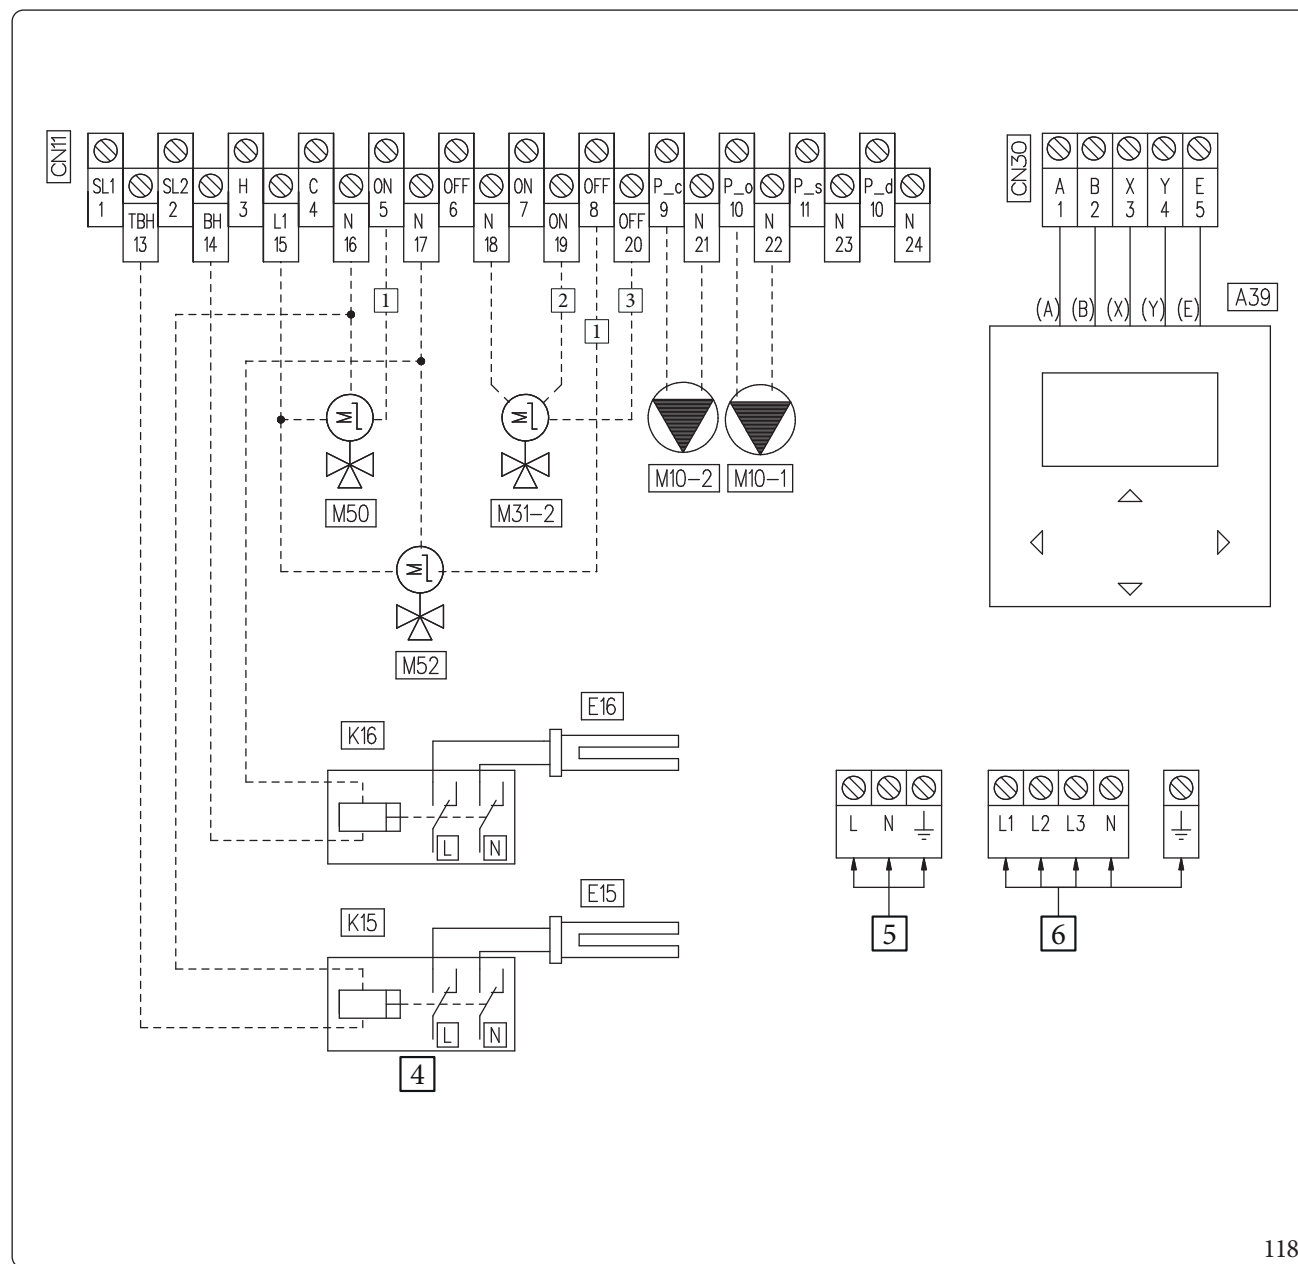 CN11
SL1 SL2 H C ON OFF ON OFF P_c P_o P_s P_d
1 2 3 4 5 6 7 8 9 10 11 10
TBH BH L1 N N N ON OFF N N N N
13 14 15 16 17 18 19 20 21 22 23 24
CN30
A B X Y E
1 2 3 4 5
(A) (B) (X) (Y) (E)
A39
1 2 3
1
M M
M50 M31-2 M10-2 M10-1
M
M52
E16
K16
L N
E15
K15
L N
4
L N
L1 L2 L3 N
5 6
118